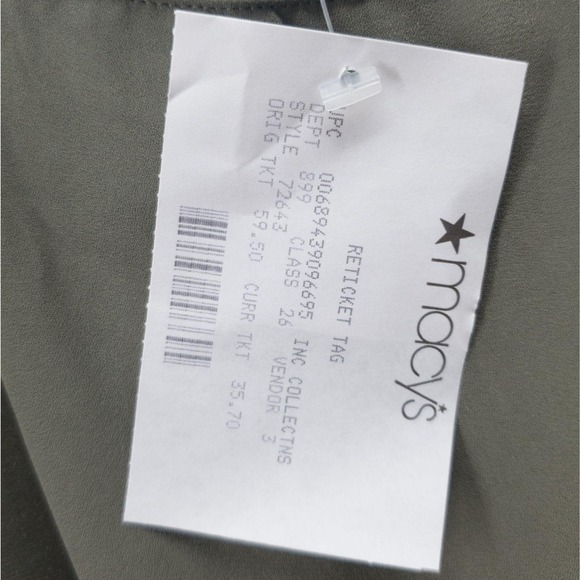 ★macy's
RETICKET TAG
UPC 00689439096695 INC COLLECTNS
DEPT 899 CLASS 26 VENDOR 3
STYLE 72643
ORIG TKT 59.50 CURR TKT 35.70